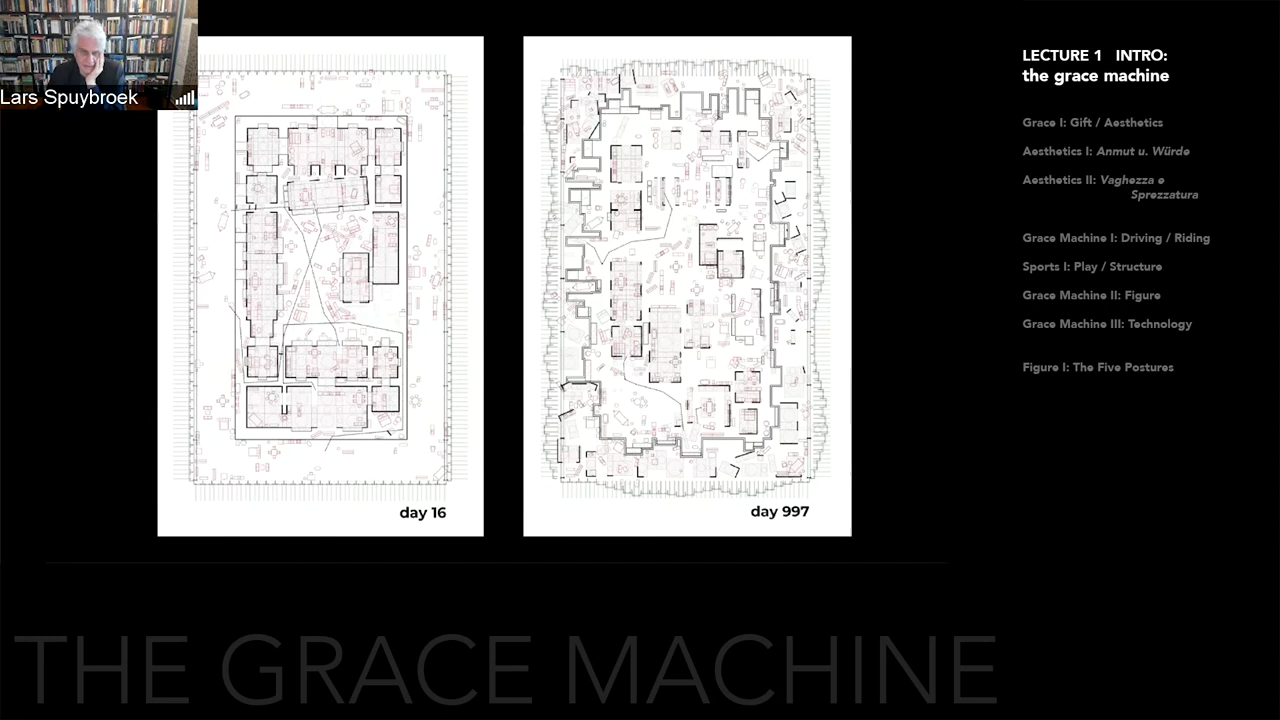 Lars Spuybroek
day 16
day 997
LECTURE 1 INTRO:
the grace machine
Grace I: Gift / Aesthetics
Aesthetics I: Anmut u. Würde
Aesthetics II: Vaghezza e
Sprezzatura
Grace Machine I: Driving / Riding
Sports I: Play / Structure
Grace Machine II: Figure
Grace Machine III: Technology
Figure I: The Five Postures
THE GRACE MACHINE